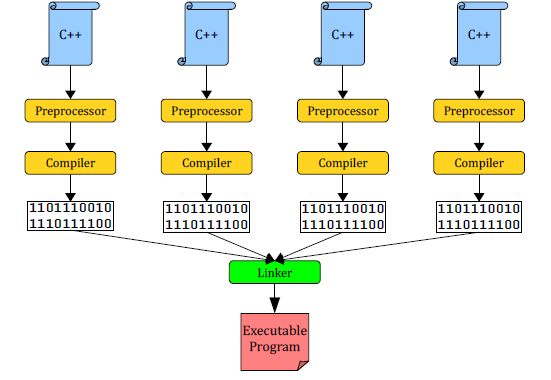 C++ C++ C++ C++
Preprocessor Preprocessor Preprocessor Preprocessor
Compiler Compiler Compiler Compiler
1101110010 1101110010 1101110010 1101110010
1110111100 1110111100 1110111100 1110111100
Linker
Executable
Program